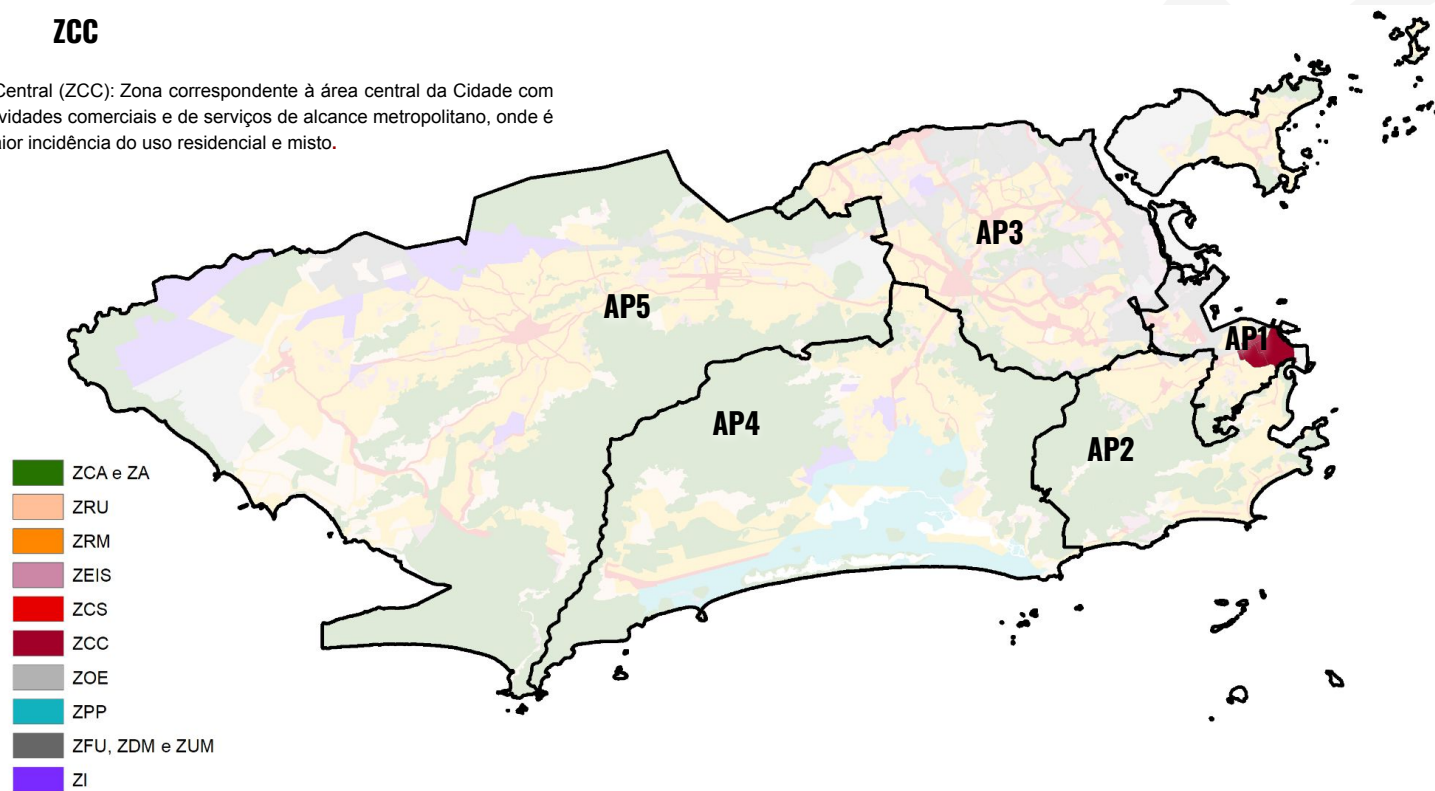 ZCC
Central (ZCC): Zona correspondente à área central da Cidade com
vidades comerciais e de serviços de alcance metropolitano, onde é
aior incidência do uso residencial e misto.
AP3
AP5
AP1
AP4
AP2
ZCA e ZA
ZRU
ZRM
ZEIS
ZCS
ZCC
ZOE
ZPP
ZFU, ZDM e ZUM
ZI